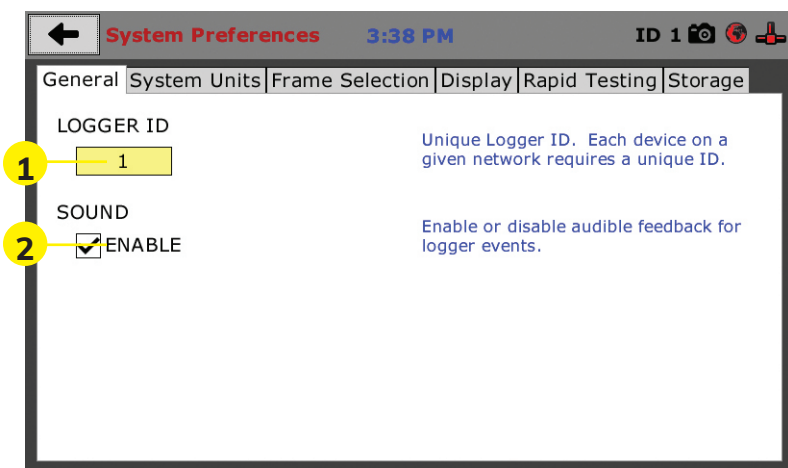 System Preferences 3:38 PM ID 1
General System Units Frame Selection Display Rapid Testing Storage
LOGGER ID
Unique Logger ID. Each device on a
given network requires a unique ID.
1 1
SOUND
Enable or disable audible feedback for
logger events.
2 ENABLE